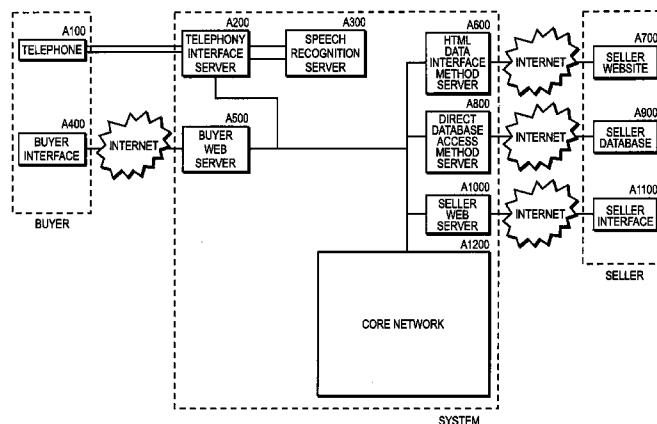 A100
TELEPHONE
A200
TELEPHONY
INTERFACE
SERVER
A300
SPEECH
RECOGNITION
SERVER
A600
HTML
DATA
INTERFACE
METHOD
SERVER
INTERNET
A700
SELLER
WEBSITE
A400
BUYER
INTERFACE
INTERNET
A500
BUYER
WEB
SERVER
A800
DIRECT
DATABASE
ACCESS
METHOD
SERVER
INTERNET
A900
SELLER
DATABASE
BUYER
A1000
SELLER
WEB
SERVER
INTERNET
A1100
SELLER
INTERFACE
A1200
CORE NETWORK
SELLER
SYSTEM